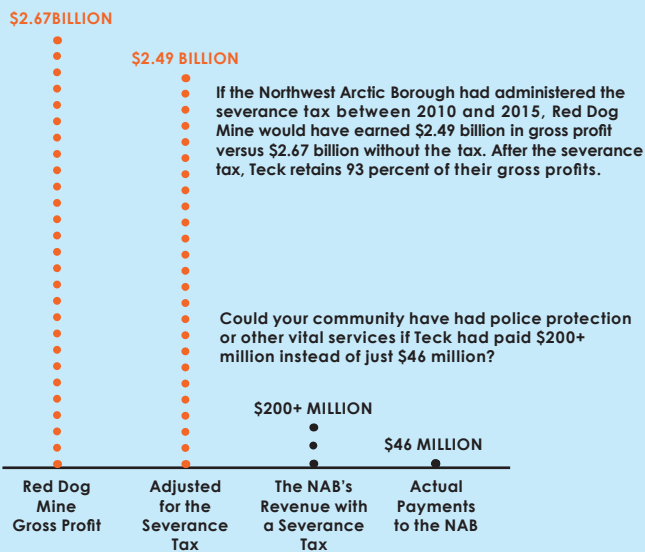 $2.67BILLION
$2.49 BILLION
If the Northwest Arctic Borough had administered the
severance tax between 2010 and 2015, Red Dog
Mine would have earned $2.49 billion in gross profit
versus $2.67 billion without the tax. After the severance
tax, Teck retains 93 percent of their gross profits.
Could your community have had police protection
or other vital services if Teck had paid $200+
million instead of just $46 million?
$200+ MILLION
$46 MILLION
Red Dog
Mine
Gross Profit
Adjusted
for the
Severance
Tax
The NAB's
Revenue with
a Severance
Tax
Actual
Payments
to the NAB